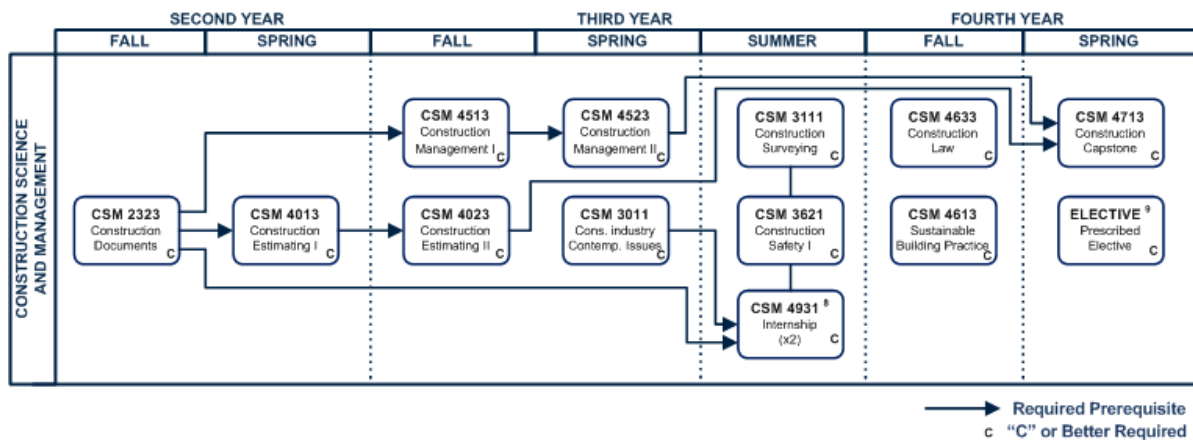 SECOND YEAR THIRD YEAR FOURTH YEAR
FALL SPRING FALL SPRING SUMMER FALL SPRING
CONSTRUCTION SCIENCE
AND MANAGEMENT
CSM 4513
Construction
Management I
C
CSM 4523
Construction
Management II
C
CSM 3111
Construction
Surveying
C
CSM 4633
Construction
Law
C
CSM 4713
Construction
Capstone
C
CSM 2323
Construction
Documents
C
CSM 4013
Construction
Estimating I
C
CSM 4023
Construction
Estimating II
C
CSM 3011
Cons. industry
Contemp. Issues
C
CSM 3621
Construction
Safety I
C
CSM 4613
Sustainable
Building Practice
C
ELECTIVE 9
Prescribed
Elective
C
CSM 4931 8
Internship
(x2)
C
Required Prerequisite
C "C" or Better Required